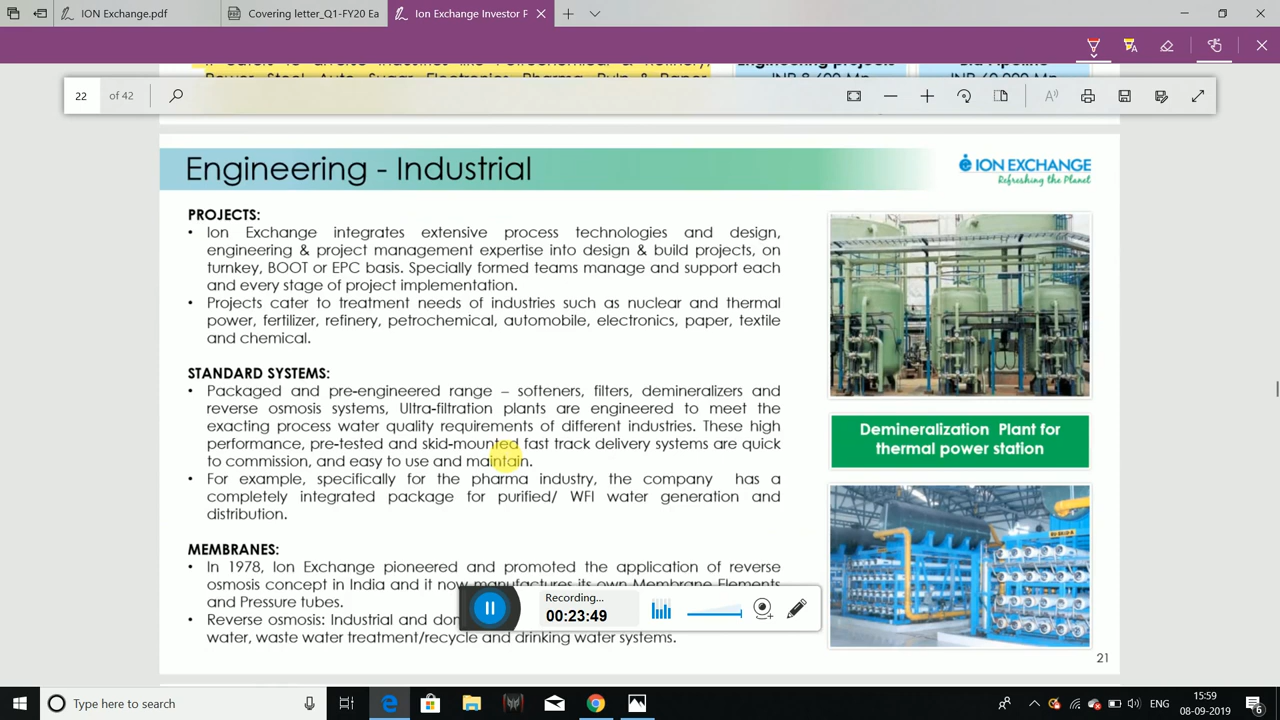 ION Exchange.pdf
Covering letter_Q1-FY20 Ea
Ion Exchange Investor F
22 of 42
Engineering - Industrial
ION EXCHANGE
Refreshing the Planet
PROJECTS:
• Ion Exchange integrates extensive process technologies and design,
engineering & project management expertise into design & build projects, on
turnkey, BOOT or EPC basis. Specially formed teams manage and support each
and every stage of project implementation.
• Projects cater to treatment needs of industries such as nuclear and thermal
power, fertilizer, refinery, petrochemical, automobile, electronics, paper, textile
and chemical.
STANDARD SYSTEMS:
• Packaged and pre-engineered range – softeners, filters, demineralizers and
reverse osmosis systems, Ultra-filtration plants are engineered to meet the
exacting process water quality requirements of different industries. These high
performance, pre-tested and skid-mounted fast track delivery systems are quick
to commission, and easy to use and maintain.
• For example, specifically for the pharma industry, the company has a
completely integrated package for purified/ WFI water generation and
distribution.
MEMBRANES:
• In 1978, Ion Exchange pioneered and promoted the application of reverse
osmosis concept in India and it now manufactures its own Membrane Elements
and Pressure tubes.
• Reverse osmosis: Industrial and
water, waste water treatment/recycle and drinking water systems.
Demineralization Plant for
thermal power station
21
Recording...
00:23:49
Type here to search
ENG
15:59
08-09-2019
6